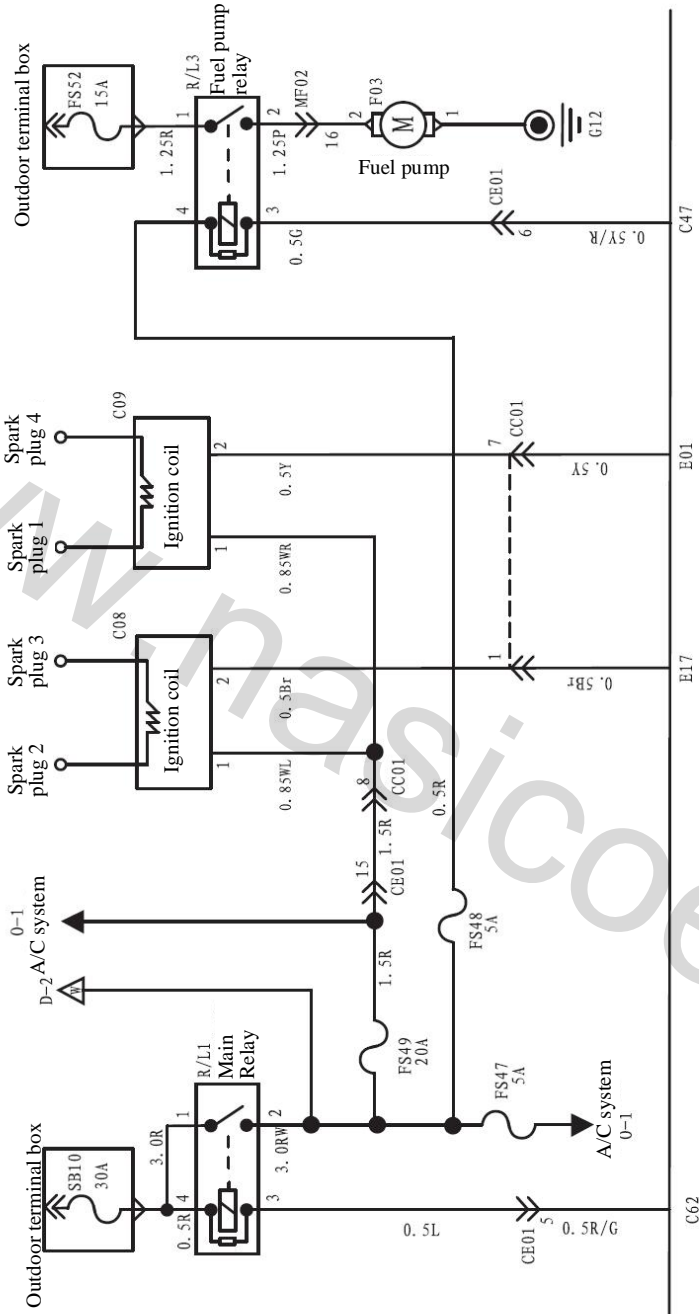 Outdoor terminal box
SB10
30A
0.5R
4
3.0R
1
R/L1
Main
Relay
3
3.0RW
2
0.5L
CE01
5
0.5R/G
C62
D-2
W
A/C system
0-1
FS49
20A
1.5R
15
CE01
1.5R
8
CC01
FS47
5A
A/C system
0-1
FS48
5A
0.5R
Spark
plug 2
Spark
plug 3
C08
Ignition coil
1
2
0.85WL
0.5Br
1
0.5Br
E17
Spark
plug 1
Spark
plug 4
C09
Ignition coil
1
2
0.85WR
0.5Y
7
CC01
0.5Y
E01
Outdoor terminal box
FS52
15A
1.25R
4
1
R/L3
Fuel pump
relay
3
2
0.5G
1.25P
MF02
16
2
F03
M
Fuel pump
1
G12
CE01
6
0.5Y/R
C47
w.nasicoe